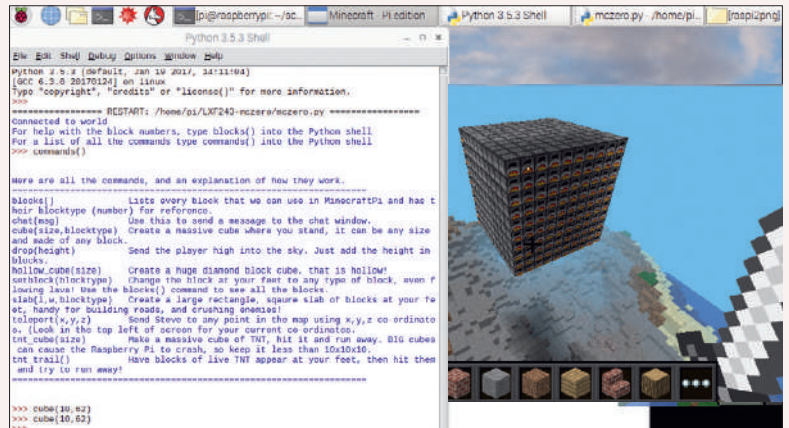 [pi@raspberrypi: ~/ac...
Minecraft - Pi edition
Python 3.5.3 Shell
mczero.py - /home/pi...
[raspi2png]
Python 3.5.3 Shell
File Edit Shell Debug Options Window Help
Python 3.5.3 (default, Jan 19 2017, 14:11:04)
[GCC 6.3.0 20170124] on linux
Type "copyright", "credits" or "license()" for more information.
>>>
================ RESTART: /home/pi/LXF240-mczero/mczero.py ================
Connected to world
For help with the block numbers, type blocks() into the Python shell
For a list of all the commands type commands() into the Python shell
>>> commands()
Here are all the commands, and an explanation of how they work.
blocks() Lists every block that we can use in MinecraftPi and has t
heir blocktype (number) for reference.
chat(msg) Use this to send a message to the chat window.
cube(size,blocktype) Create a massive cube where you stand, it can be any size
and made of any block.
drop(height) Send the player high into the sky. Just add the height in
blocks.
hollow_cube(size) Create a huge diamond block cube, that is hollow!
setblock(blocktype) Change the block at your feet to any type of block, even f
lowing lava! Use the blocks() command to see all the blocks.
slab(l,w,blocktype) Create a large rectangle, sqaure slab of blocks at your fe
et, handy for building roads, and crushing enemies!
teleport(x,y,z) Send Steve to any point in the map using x,y,z co ordinate
s. (Look in the top left of screen for your current co ordinates.
tnt_cube(size) Make a massive cube of TNT, hit it and run away. BIG cubes
can cause the Raspberry Pi to crash, so keep it less than 10x10x10.
tnt_trail() Have blocks of live TNT appear at your feet, then hit them
and try to run away!
>>> cube(10,62)
>>> cube(10,62)
>>>